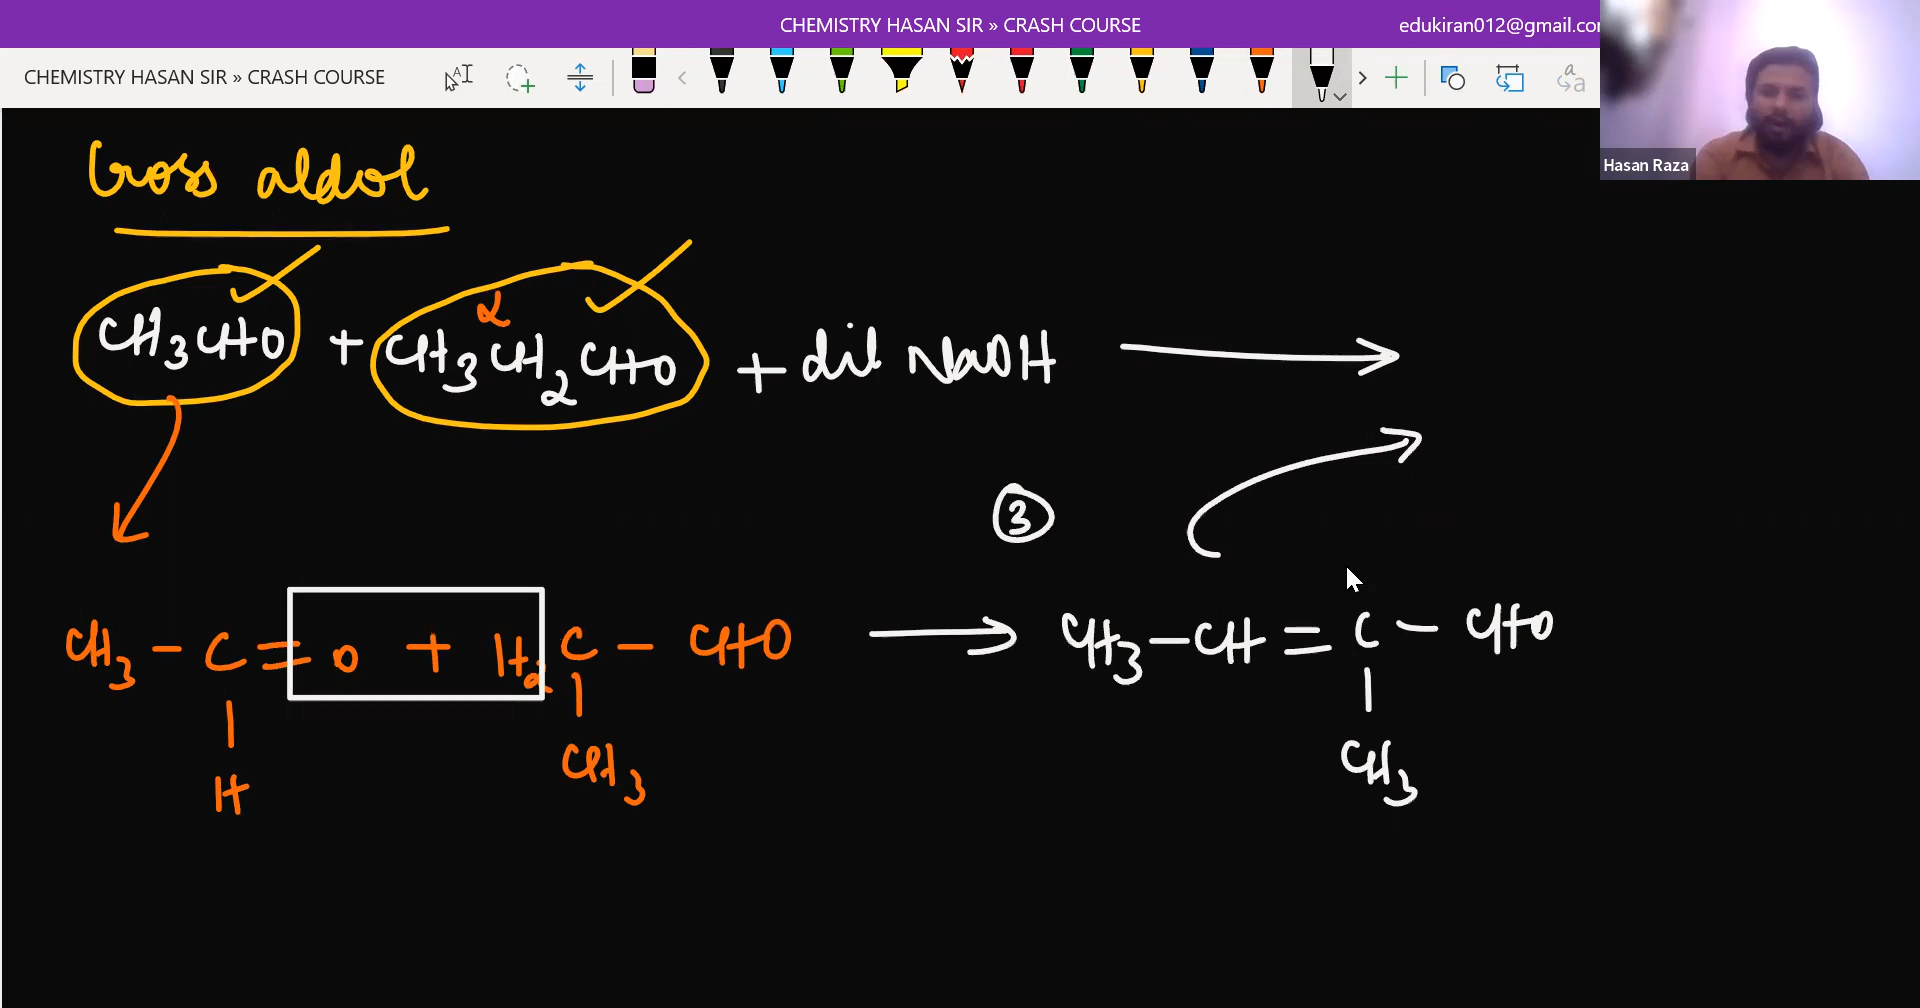 CHEMISTRY HASAN SIR » CRASH COURSE
edukiran012@gmail.co
CHEMISTRY HASAN SIR » CRASH COURSE
Hasan Raza
Cross aldol
α
CH3CHO + CH3CH2CHO + dil NaOH ⟶
3
CH3 – C = O + H2 C – CHO ⟶ CH3 – CH = C – CHO
H CH3 CH3